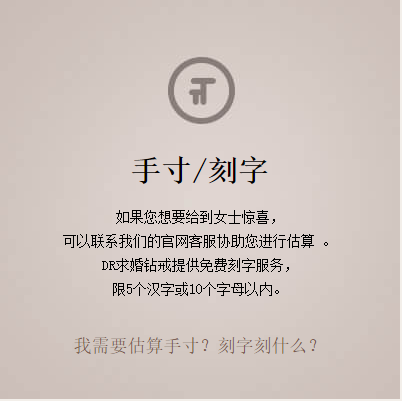 手寸/刻字
如果您想要给到女士惊喜，
可以联系我们的官网客服协助您进行估算 。
DR求婚钻戒提供免费刻字服务，
限5个汉字或10个字母以内。
我需要估算手寸？刻字刻什么？